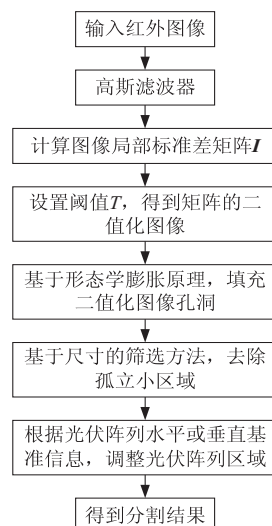 输入红外图像
高斯滤波器
计算图像局部标准差矩阵I
设置阈值T，得到矩阵的二
值化图像
基于形态学膨胀原理，填充
二值化图像孔洞
基于尺寸的筛选方法，去除
孤立小区域
根据光伏阵列水平或垂直基
准信息，调整光伏阵列区域
得到分割结果